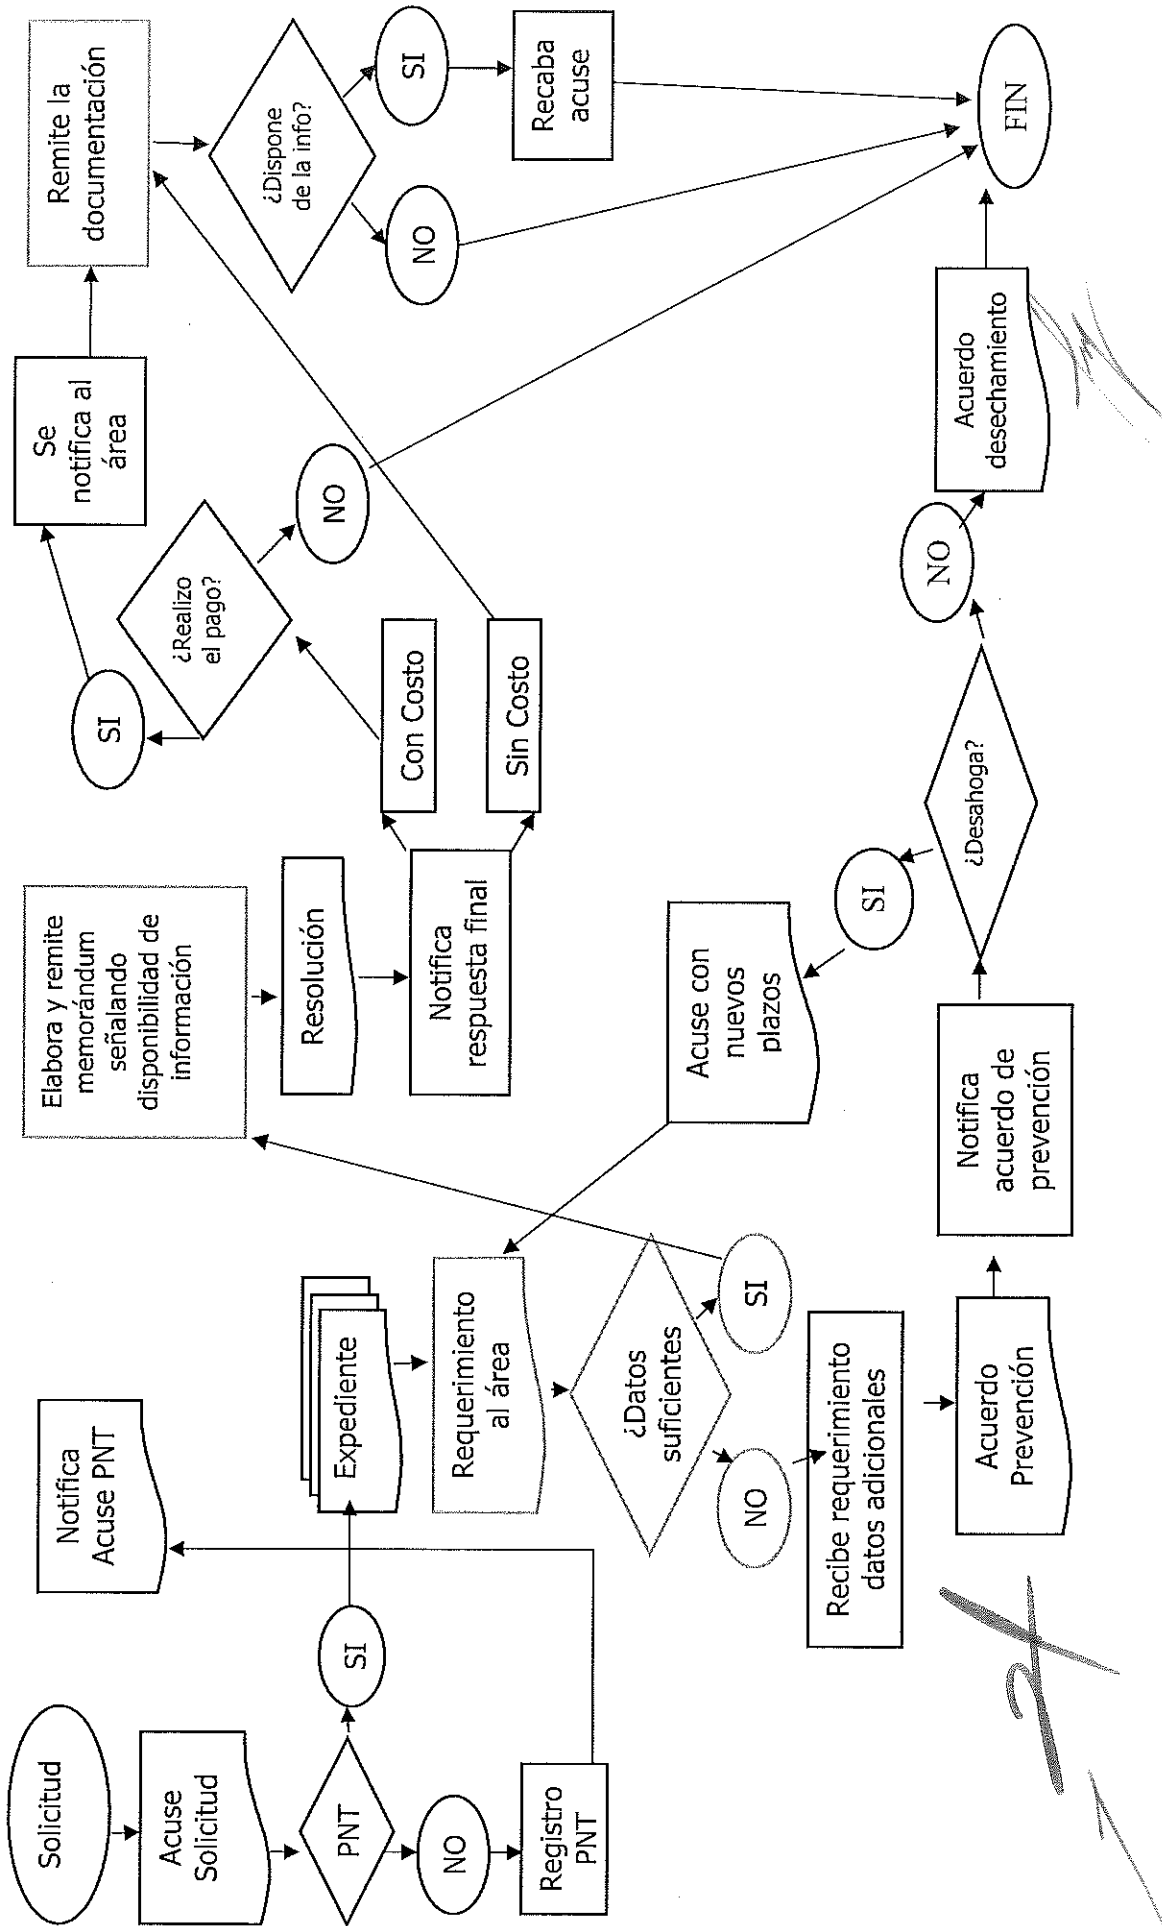 Solicitud
Acuse
Solicitud
PNT
SI
NO
Registro
PNT
Notifica
Acuse PNT
Expediente
Requerimiento
al área
¿Datos
suficientes
SI
NO
Recibe requerimiento
datos adicionales
Acuerdo
Prevención
Notifica
acuerdo de
prevención
¿Desahoga?
SI
NO
Acuse con
nuevos
plazos
Acuerdo
desechamiento
Elabora y remite
memorándum
señalando
disponibilidad de
información
Resolución
Notifica
respuesta final
Con Costo
Sin Costo
¿Realizo
el pago?
SI
NO
Se
notifica al
área
Remite la
documentación
¿Dispone
de la info?
SI
NO
Recaba
acuse
FIN